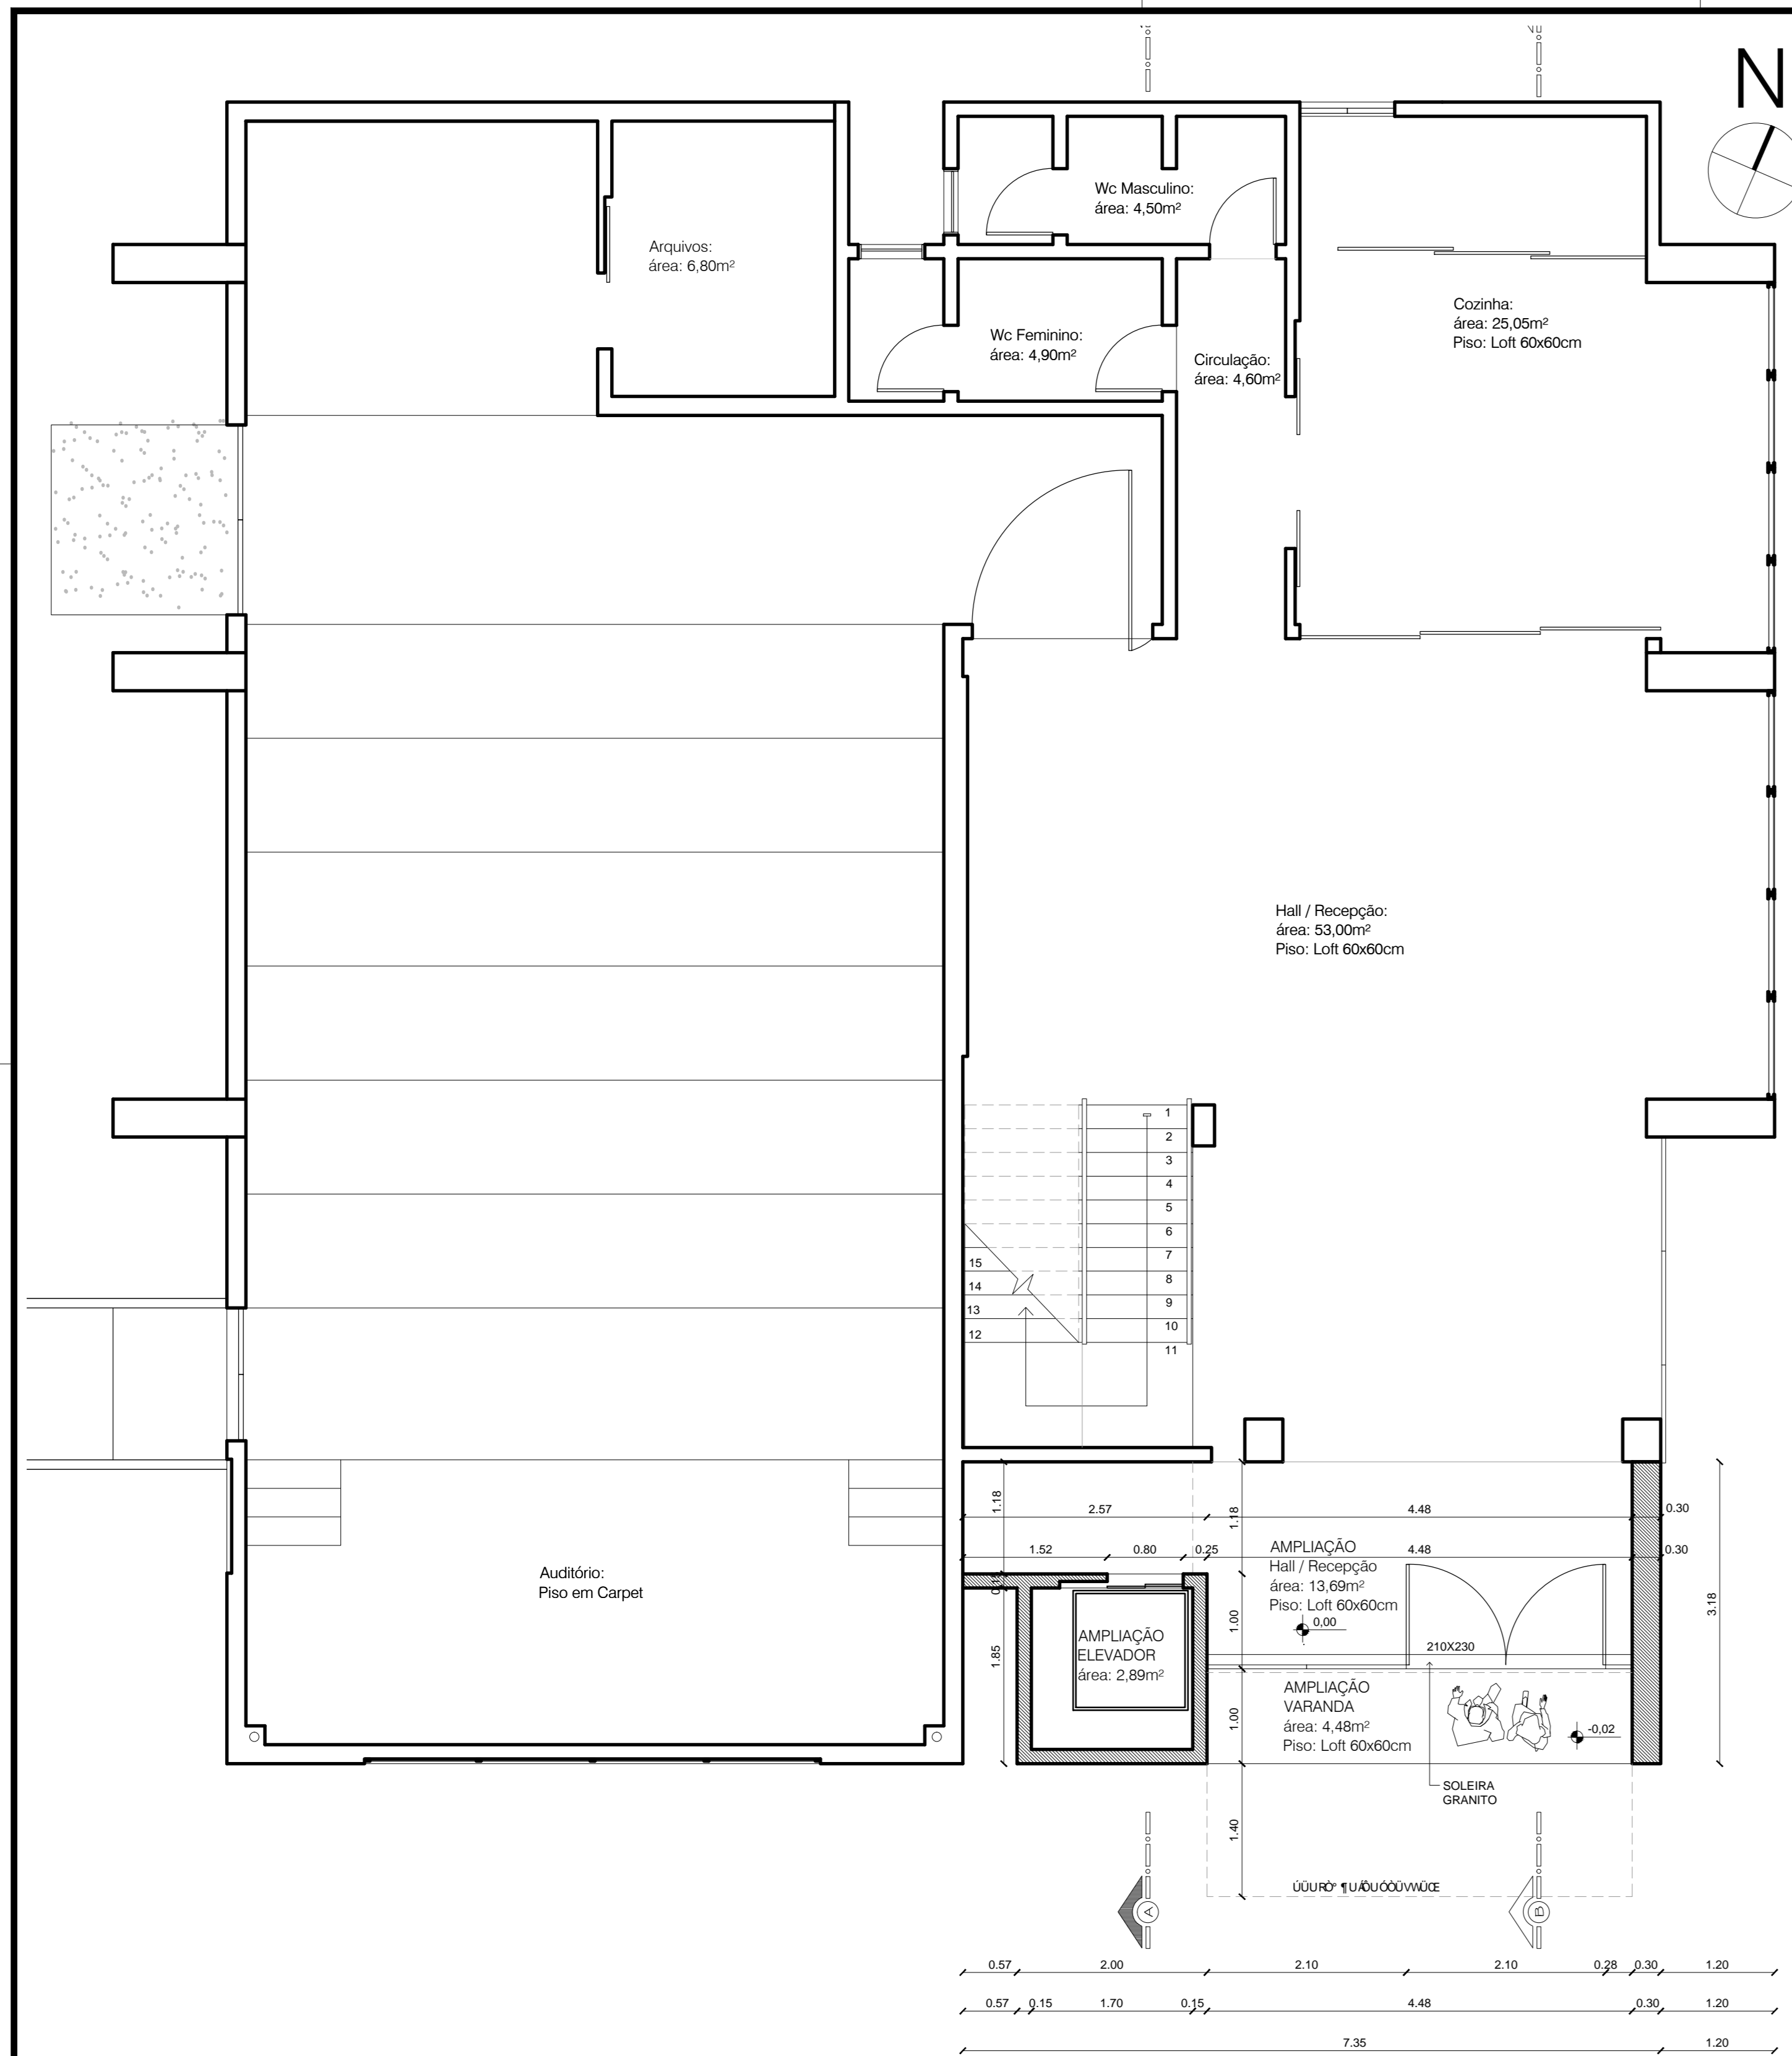 N
Wc Masculino:
área: 4,50m²
Arquivos:
área: 6,80m²
Cozinha:
área: 25,05m²
Piso: Loft 60x60cm
Wc Feminino:
área: 4,90m²
Circulação:
área: 4,60m²
Hall / Recepção:
área: 53,00m²
Piso: Loft 60x60cm
1
2
3
4
5
6
7
8
9
10
11
15
14
13
12
1.18
2.57
1.18
4.48
0.30
1.52
0.80
0.25
4.48
0.30
AMPLIAÇÃO
Hall / Recepção
área: 13,69m²
Piso: Loft 60x60cm
0,00
Auditório:
Piso em Carpet
1.00
3.18
210X230
AMPLIAÇÃO
ELEVADOR
área: 2,89m²
1.85
AMPLIAÇÃO
VARANDA
área: 4,48m²
Piso: Loft 60x60cm
1.00
-0,02
SOLEIRA
GRANITO
1.40
A
B
0.57
2.00
2.10
2.10
0.28
0.30
1.20
0.57
0.15
1.70
0.15
4.48
0.30
1.20
7.35
1.20